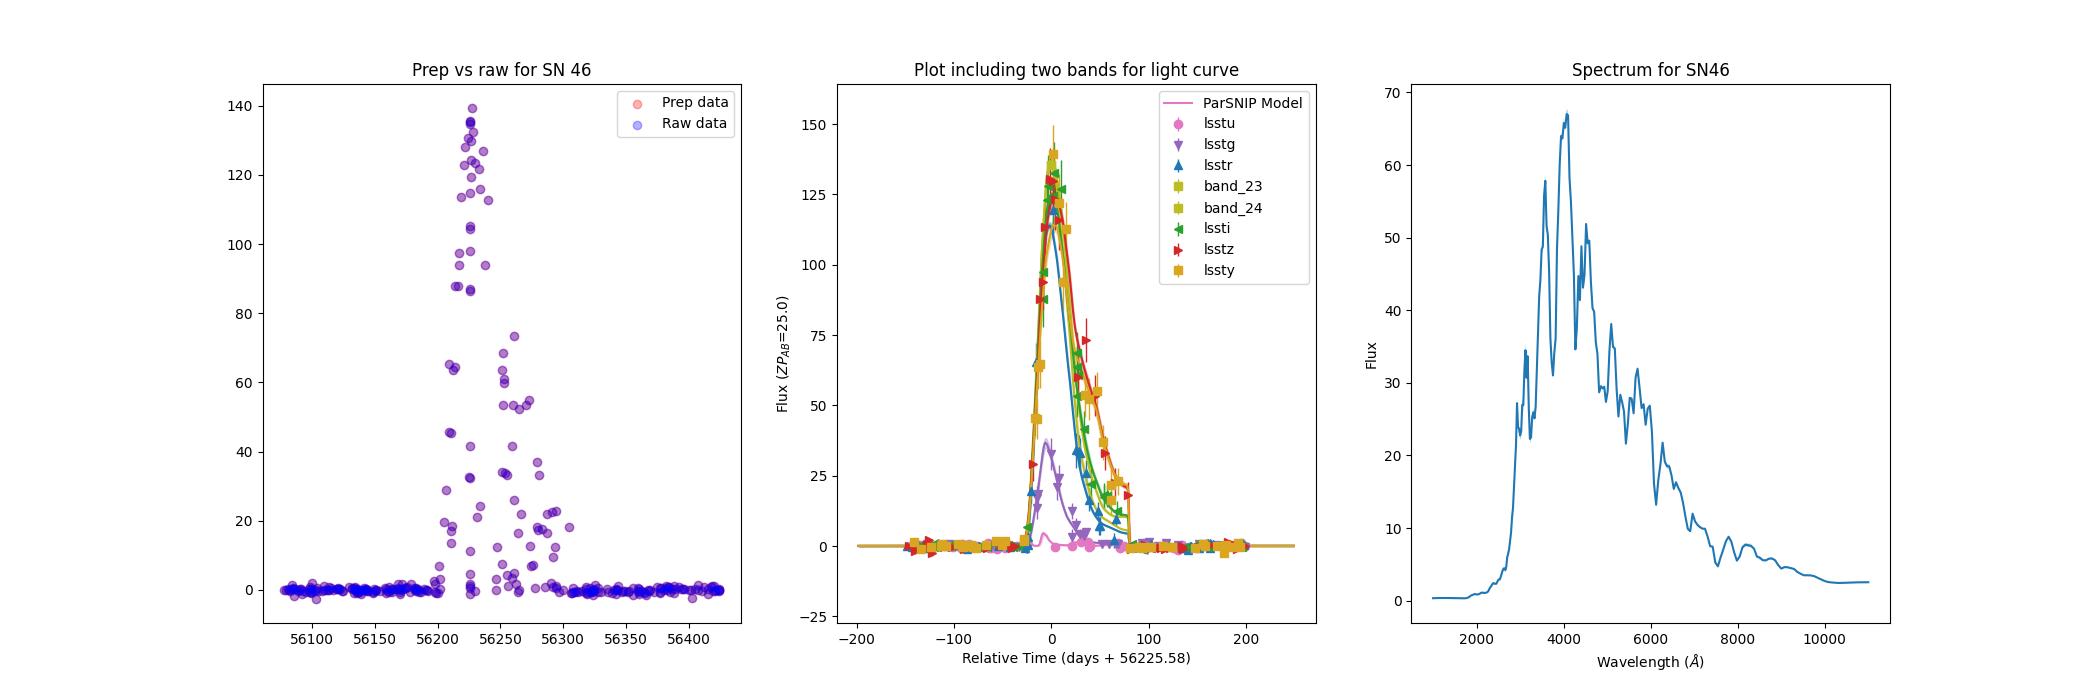 Prep vs raw for SN 46
Prep data
Raw data
140
120
100
80
60
40
20
0
56100 56150 56200 56250 56300 56350 56400
Plot including two bands for light curve
ParSNIP Model
lsstu
lsstg
lsstr
band_23
band_24
lssti
lsstz
lssty
Flux (ZP_AB=25.0)
150
125
100
75
50
25
0
−25
−200 −100 0 100 200
Relative Time (days + 56225.58)
Spectrum for SN46
Flux
70
60
50
40
30
20
10
0
2000 4000 6000 8000 10000
Wavelength (Å)